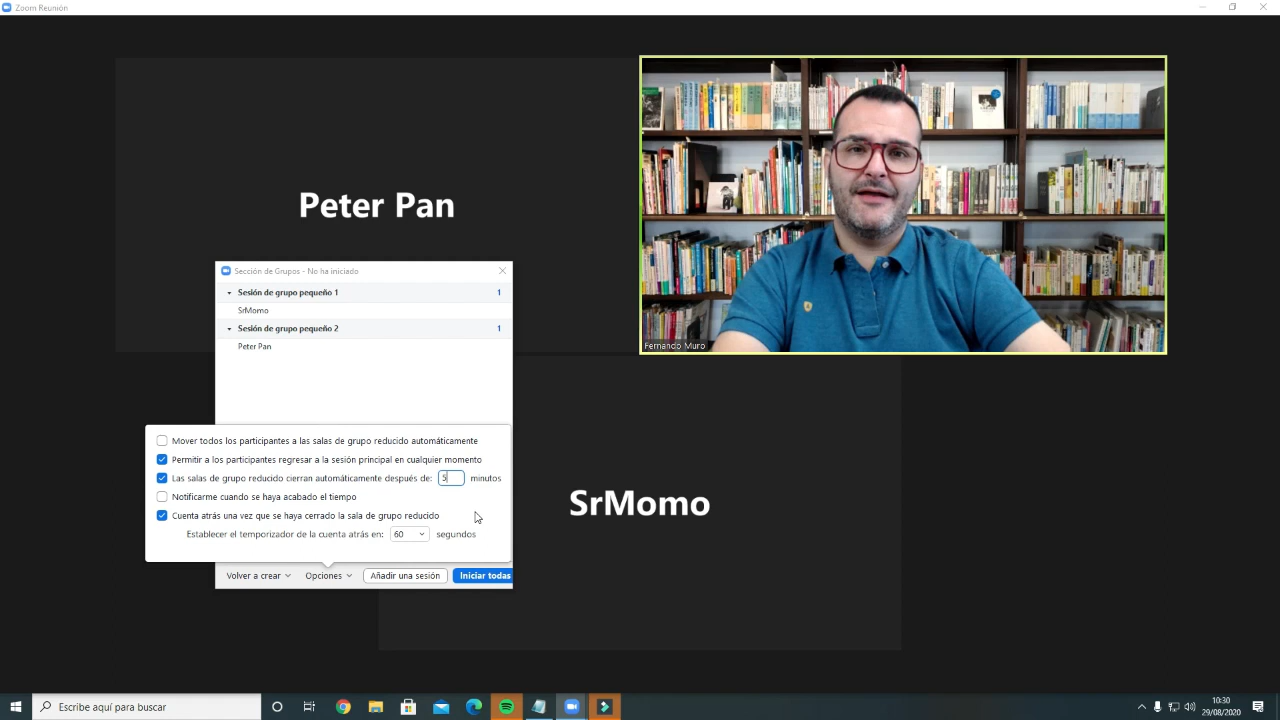 Zoom Reunión
Peter Pan
Fernando Muro
Sección de Grupos - No ha iniciado
Sesión de grupo pequeño 1 1
SrMomo
Sesión de grupo pequeño 2 1
Peter Pan
Mover todos los participantes a las salas de grupo reducido automáticamente
Permitir a los participantes regresar a la sesión principal en cualquier momento
Las salas de grupo reducido cierran automáticamente después de: 5 minutos
Notificarme cuando se haya acabado el tiempo
Cuenta atrás una vez que se haya cerrado la sala de grupo reducido
Establecer el temporizador de la cuenta atrás en: 60 segundos
Volver a crear Opciones Añadir una sesión Iniciar todas
SrMomo
Escribe aquí para buscar
10:30
29/08/2020